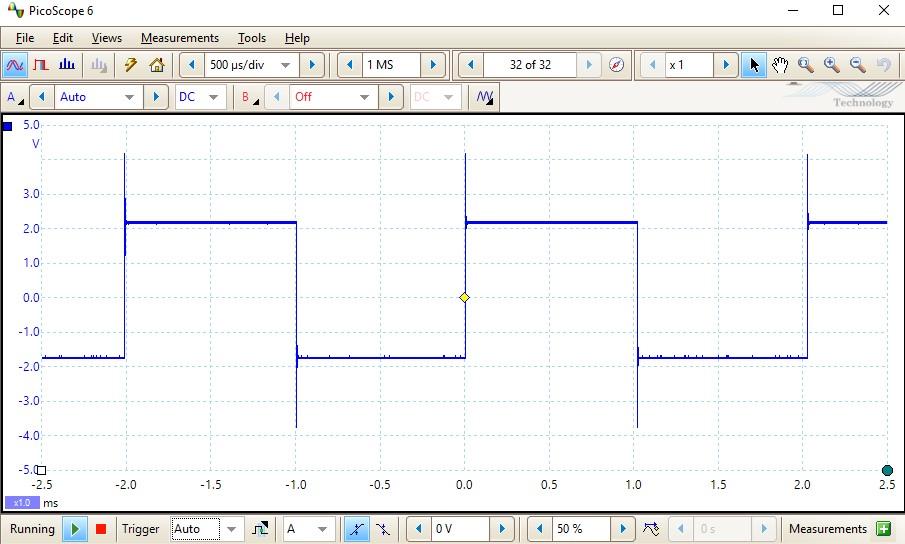 PicoScope 6
File Edit Views Measurements Tools Help
500 µs/div 1 MS 32 of 32 x 1
A Auto DC B Off DC
Technology
5.0
V
3.0
2.0
1.0
0.0
-1.0
-2.0
-3.0
-4.0
-5.0
-2.5 -2.0 -1.5 -1.0 -0.5 0.0 0.5 1.0 1.5 2.0 2.5
x1.0 ms
Running Trigger Auto A 0 V 50 % 0 s Measurements